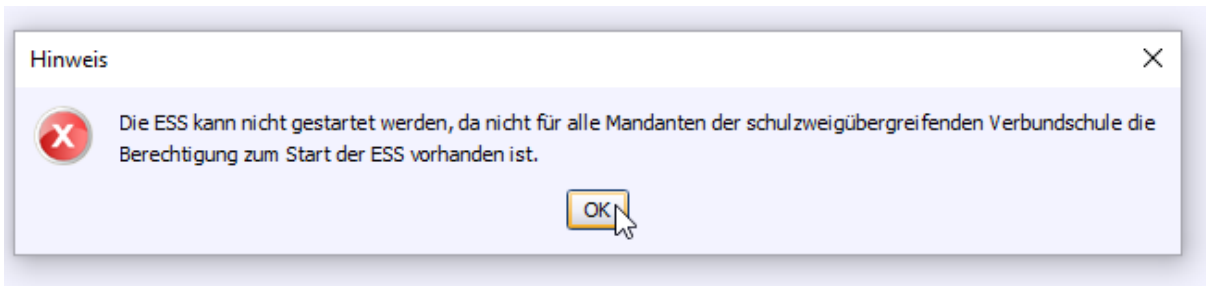 Hinweis
Die ESS kann nicht gestartet werden, da nicht für alle Mandanten der schulzweigübergreifenden Verbundschule die
Berechtigung zum Start der ESS vorhanden ist.
OK